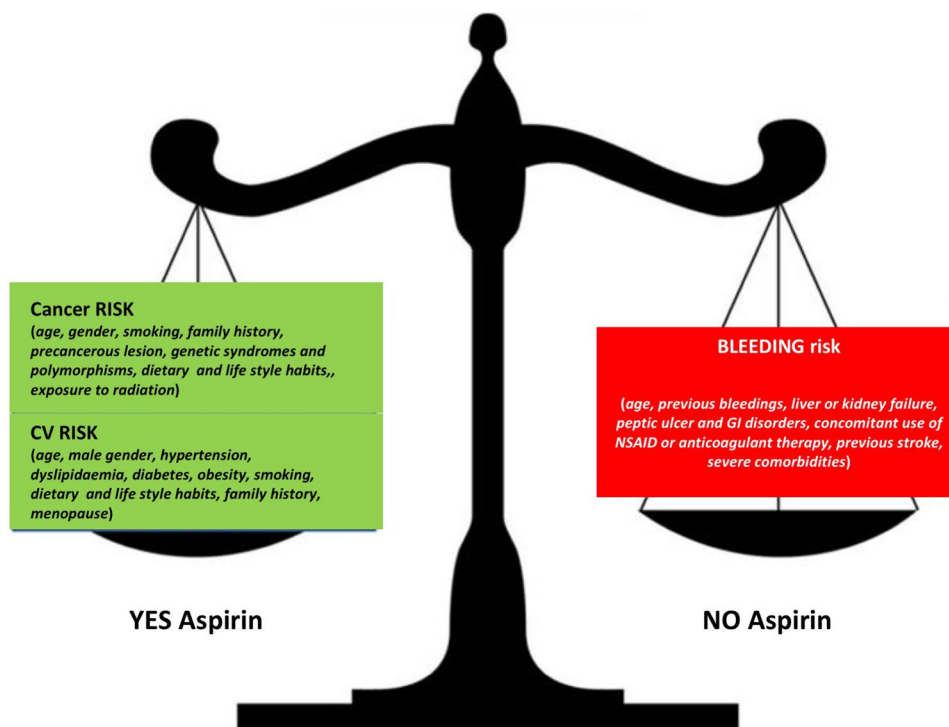 Cancer RISK
(age, gender, smoking, family history,
precancerous lesion, genetic syndromes and
polymorphisms, dietary and life style habits,,
exposure to radiation)
CV RISK
(age, male gender, hypertension,
dyslipidaemia, diabetes, obesity, smoking,
dietary and life style habits, family history,
menopause)
YES Aspirin
BLEEDING risk
(age, previous bleedings, liver or kidney failure,
peptic ulcer and GI disorders, concomitant use of
NSAID or anticoagulant therapy, previous stroke,
severe comorbidities)
NO Aspirin